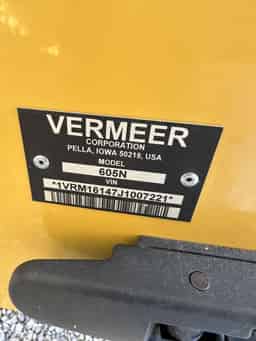 VERMEER
CORPORATION
PELLA, IOWA 50219, USA
MODEL
605N
VIN
*1VRM16147J1007221*